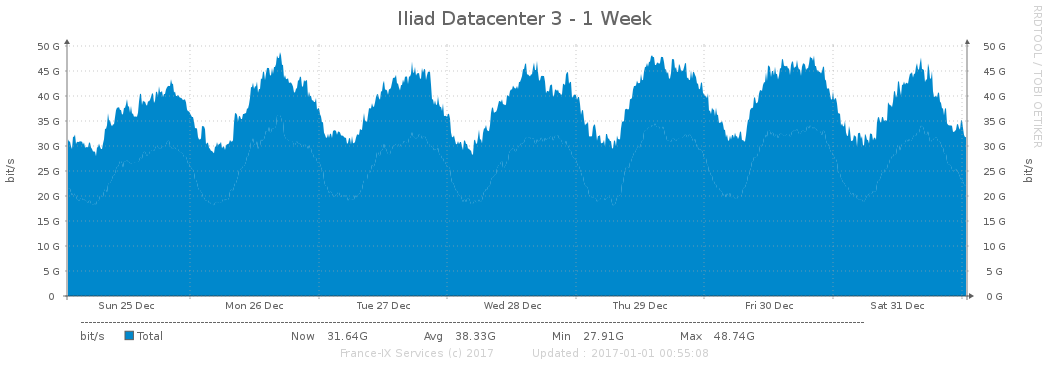 Iliad Datacenter 3 - 1 Week
RRDTOOL / TOBI OETIKER
50 G 50 G
45 G 45 G
40 G 40 G
35 G 35 G
30 G 30 G
25 G 25 G
20 G 20 G
15 G 15 G
10 G 10 G
5 G 5 G
0 0 G
bit/s
bit/s
Sun 25 Dec Mon 26 Dec Tue 27 Dec Wed 28 Dec Thu 29 Dec Fri 30 Dec Sat 31 Dec
bit/s Total Now 31.64G Avg 38.33G Min 27.91G Max 48.74G
France-IX Services (c) 2017 Updated : 2017-01-01 00:55:08